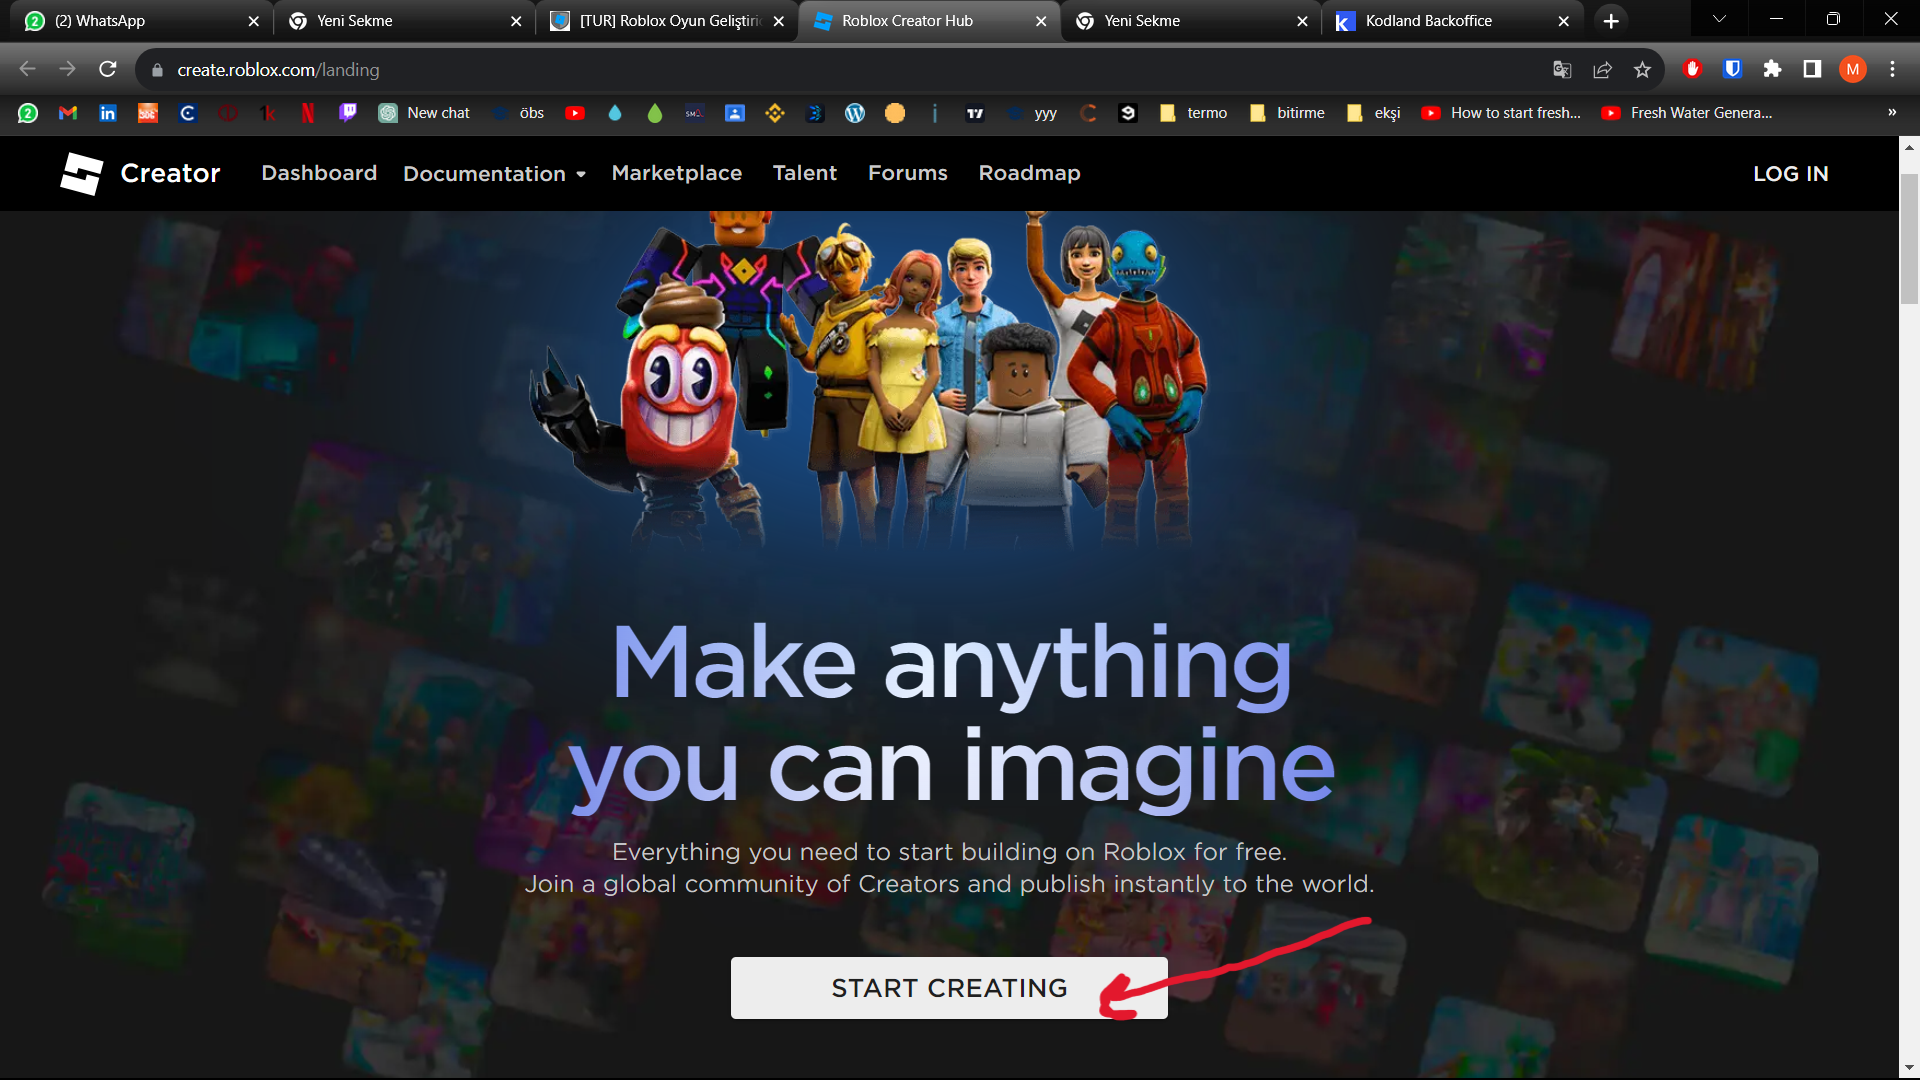 (2) WhatsApp
Yeni Sekme
[TUR] Roblox Oyun Geliştiric
Roblox Creator Hub
Yeni Sekme
Kodland Backoffice
create.roblox.com/landing
M
New chat
öbs
yyy
termo
bitirme
ekşi
How to start fresh...
Fresh Water Genera...
»
Creator
Dashboard
Documentation
Marketplace
Talent
Forums
Roadmap
LOG IN
Make anything
you can imagine
Everything you need to start building on Roblox for free.
Join a global community of Creators and publish instantly to the world.
START CREATING